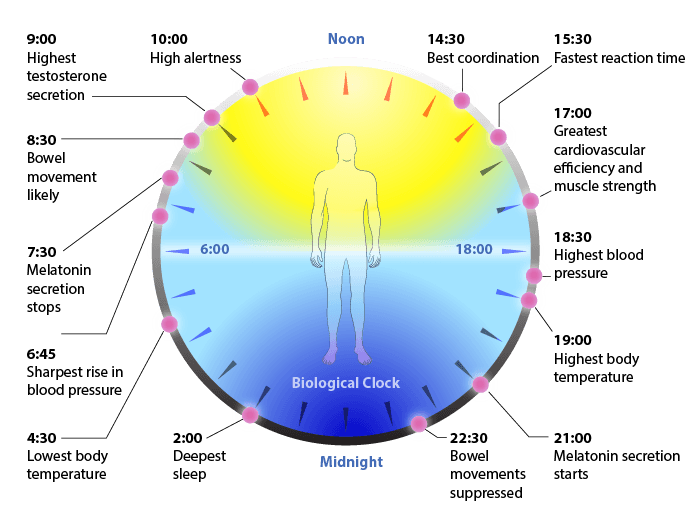 Noon
9:00
Highest
testosterone
secretion
10:00
High alertness
14:30
Best coordination
15:30
Fastest reaction time
8:30
Bowel
movement
likely
17:00
Greatest
cardiovascular
efficiency and
muscle strength
7:30
Melatonin
secretion
stops
6:00
18:00
18:30
Highest blood
pressure
6:45
Sharpest rise in
blood pressure
19:00
Highest body
temperature
Biological Clock
4:30
Lowest body
temperature
2:00
Deepest
sleep
Midnight
22:30
Bowel
movements
suppressed
21:00
Melatonin secretion
starts